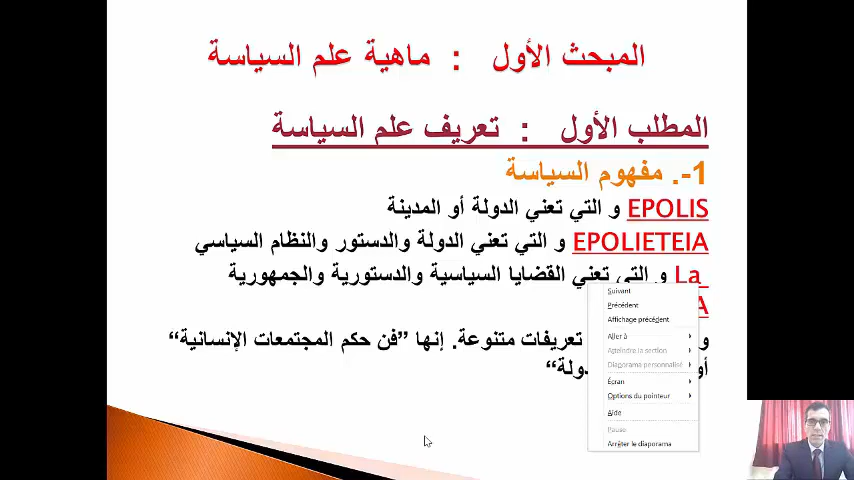 المبحث الأول : ماهية علم السياسة
المطلب الأول : تعريف علم السياسة
1-. مفهوم السياسة
EPOLIS و التي تعني الدولة أو المدينة
EPOLIETEIA و التي تعني الدولة والدستور والنظام السياسي
La و التي تعني القضايا السياسية والدستورية والجمهورية
تعريفات متنوعة. إنها ”فن حكم المجتمعات الإنسانية“
Suivant
Précédent
Affichage précédent
Aller à
Atteindre la section
Diaporama personnalisé
Écran
Options du pointeur
Aide
Pause
Arrêter le diaporama